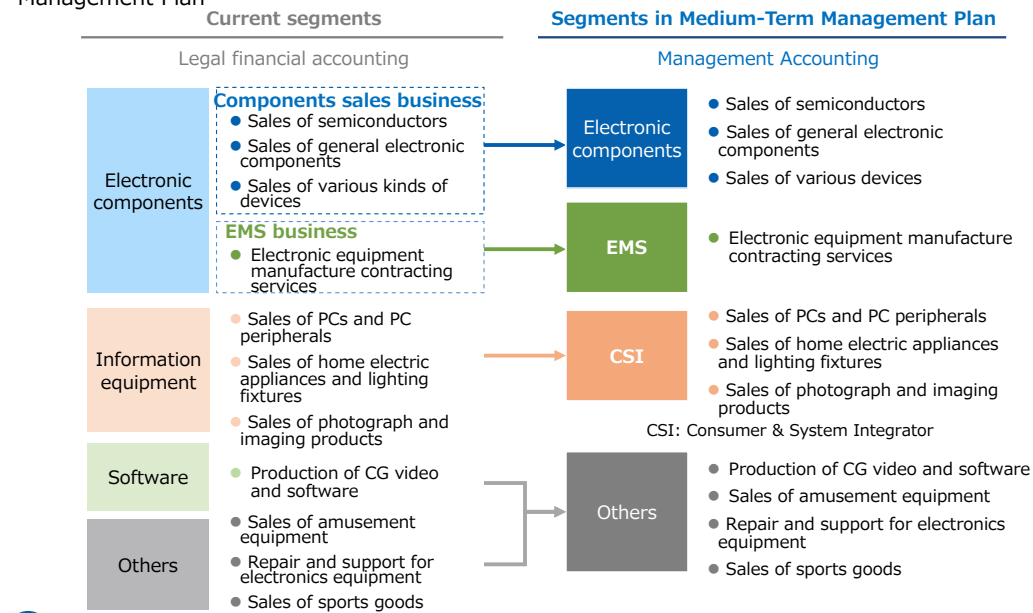 Management Plan
Current segments
Segments in Medium-Term Management Plan
Legal financial accounting
Management Accounting
Electronic
components
Components sales business
● Sales of semiconductors
● Sales of general electronic
components
● Sales of various kinds of
devices
EMS business
● Electronic equipment
manufacture contracting
services
Electronic
components
● Sales of semiconductors
● Sales of general electronic
components
● Sales of various devices
EMS
● Electronic equipment manufacture
contracting services
Information
equipment
● Sales of PCs and PC
peripherals
● Sales of home electric
appliances and lighting
fixtures
● Sales of photograph and
imaging products
CSI
● Sales of PCs and PC peripherals
● Sales of home electric appliances
and lighting fixtures
● Sales of photograph and imaging
products
CSI: Consumer & System Integrator
Software
● Production of CG video
and software
Others
● Sales of amusement
equipment
● Repair and support for
electronics equipment
● Sales of sports goods
Others
● Production of CG video and software
● Sales of amusement equipment
● Repair and support for electronics
equipment
● Sales of sports goods